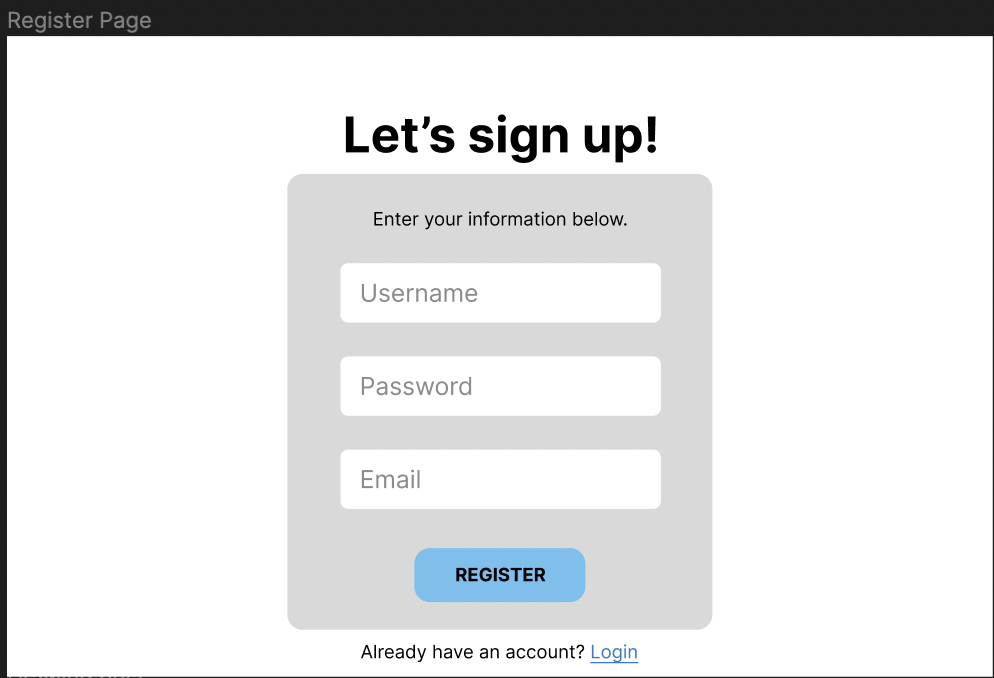 Register Page
Let’s sign up!
Enter your information below.
Username
Password
Email
REGISTER
Already have an account? Login